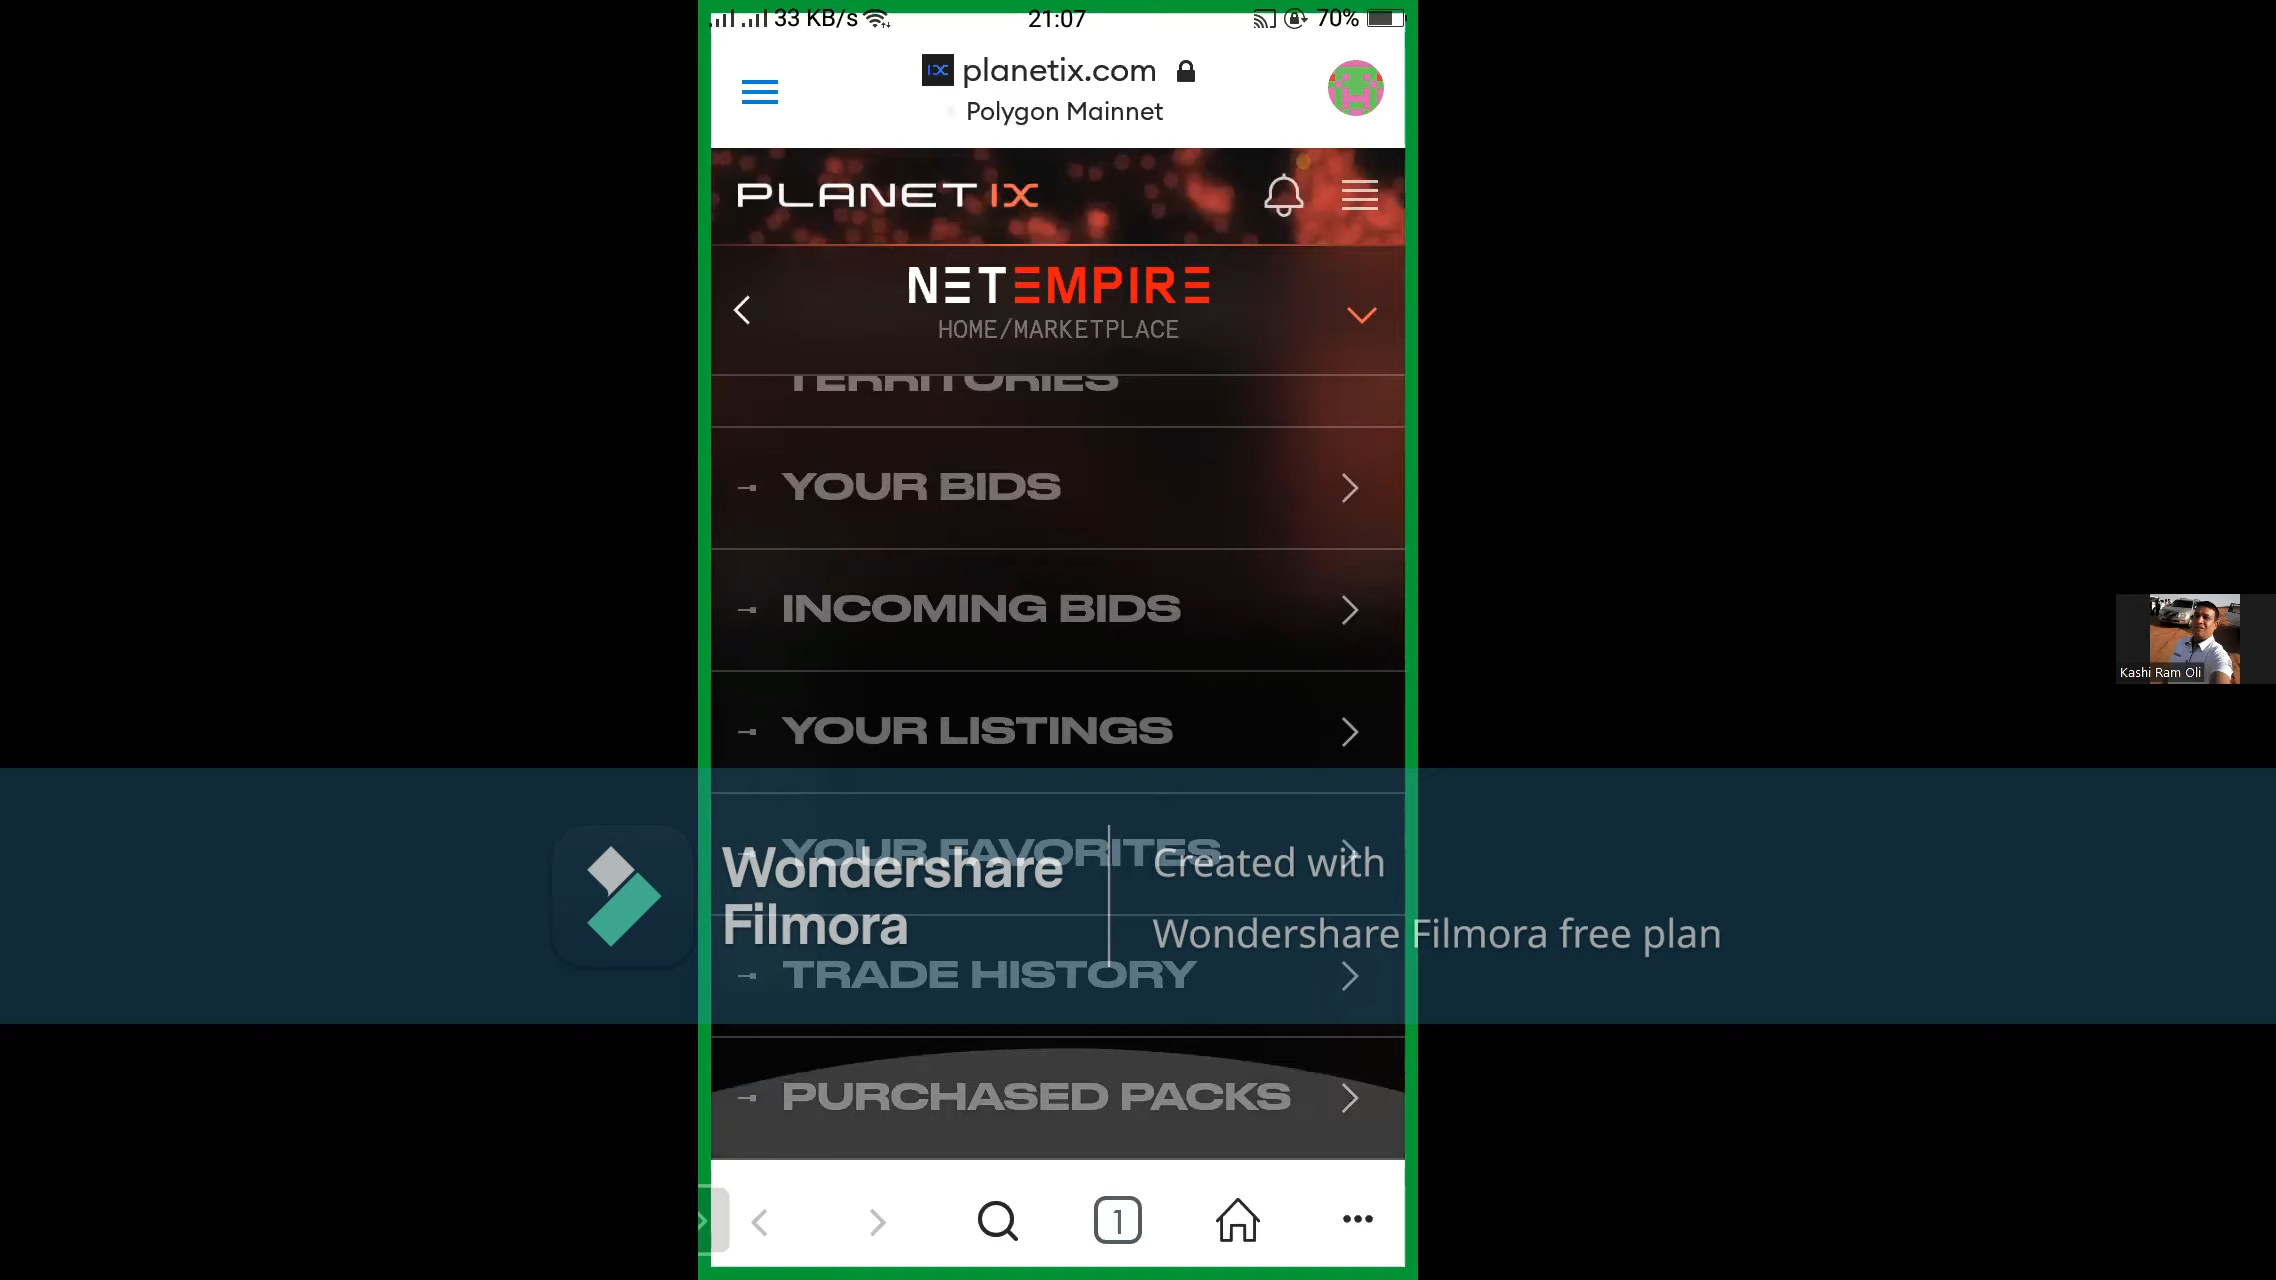 33 KB/s
21:07
70%
planetix.com
Polygon Mainnet
PLANET IX
NETEMPIRE
HOME/MARKETPLACE
TERRITORIES
YOUR BIDS
INCOMING BIDS
YOUR LISTINGS
YOUR FAVORITES
TRADE HISTORY
PURCHASED PACKS
1
Wondershare
Filmora
Created with
Wondershare Filmora free plan
Kashi Ram Oli